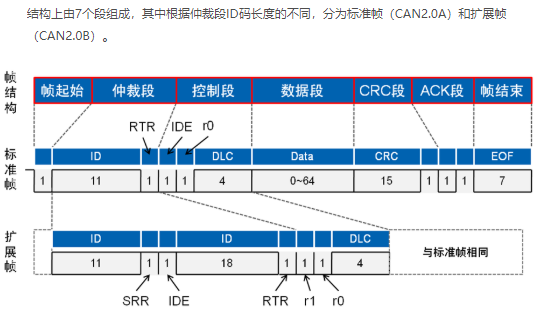 结构上由7个段组成，其中根据仲裁段ID码长度的不同，分为标准帧（CAN2.0A）和扩展帧
（CAN2.0B）。
帧结构
帧起始 仲裁段 控制段 数据段 CRC段 ACK段 帧结束
RTR IDE r0
标准帧
ID DLC Data CRC EOF
1 11 1 1 1 4 0~64 15 1 1 1 7
扩展帧
ID ID DLC
11 1 1 18 1 1 1 4
与标准帧相同
SRR IDE RTR r1 r0